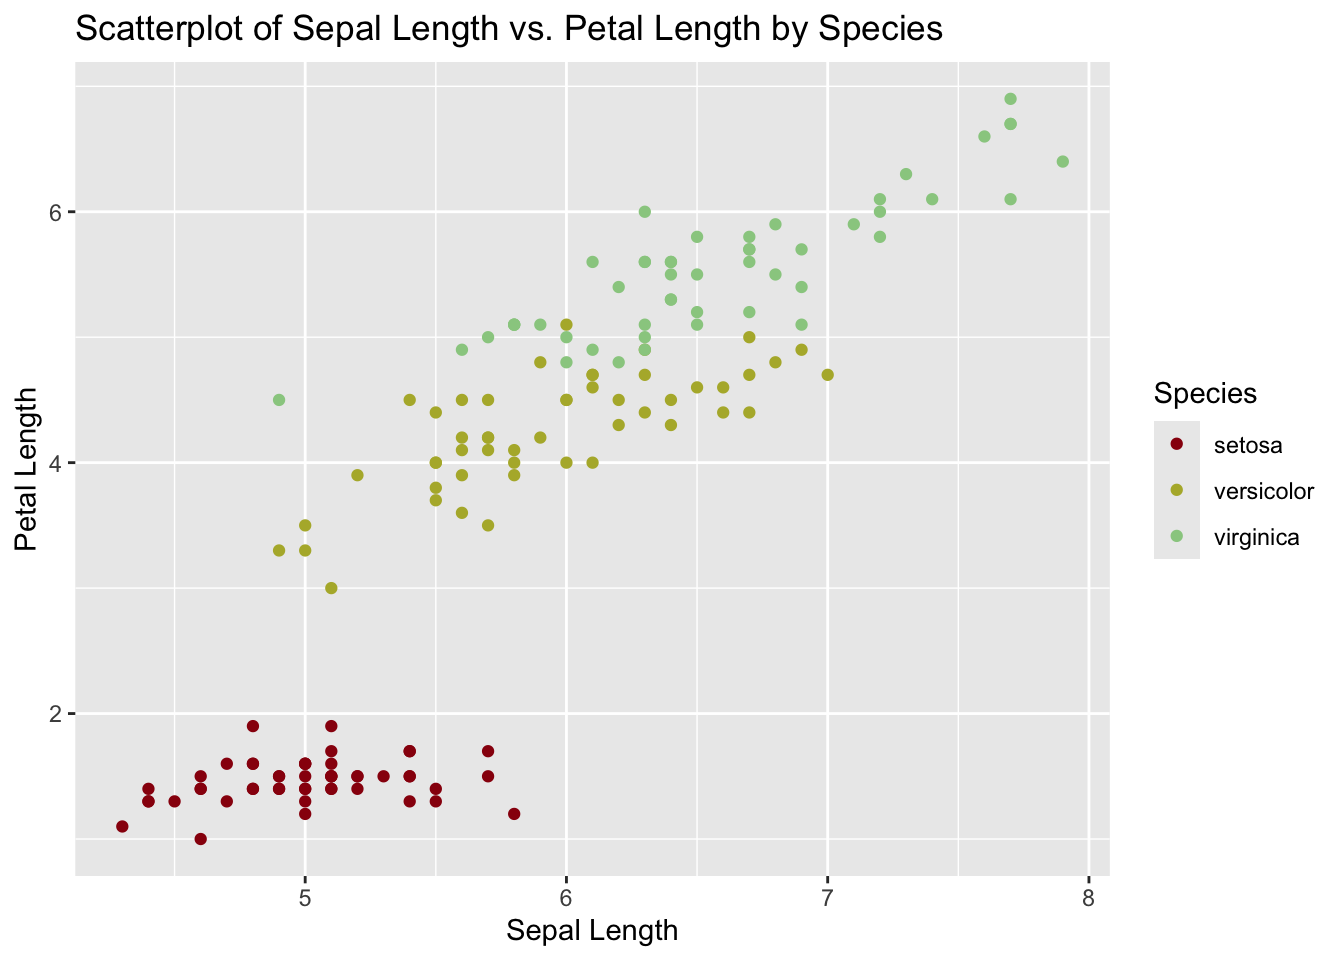 Scatterplot of Sepal Length vs. Petal Length by Species
Petal Length
6
4
2
5 6 7 8
Sepal Length
Species
setosa
versicolor
virginica